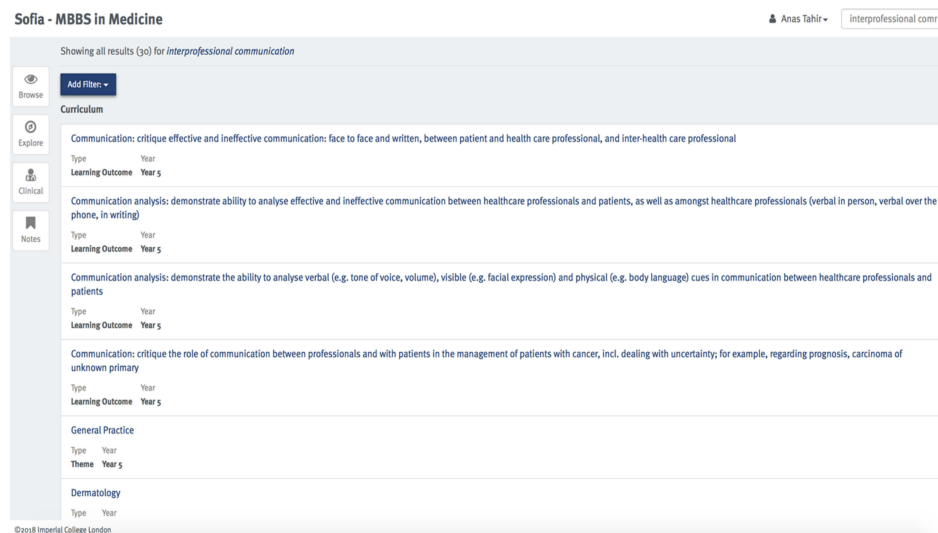 Sofia - MBBS in Medicine
Anas Tahir
interprofessional comr
Showing all results (30) for interprofessional communication
Browse
Explore
Clinical
Notes
Add Filter:
Curriculum
Communication: critique effective and ineffective communication: face to face and written, between patient and health care professional, and inter-health care professional
Type Year
Learning Outcome Year 5
Communication analysis: demonstrate ability to analyse effective and ineffective communication between healthcare professionals and patients, as well as amongst healthcare professionals (verbal in person, verbal over the
phone, in writing)
Type Year
Learning Outcome Year 5
Communication analysis: demonstrate the ability to analyse verbal (e.g. tone of voice, volume), visible (e.g. facial expression) and physical (e.g. body language) cues in communication between healthcare professionals and
patients
Type Year
Learning Outcome Year 5
Communication: critique the role of communication between professionals and with patients in the management of patients with cancer, incl. dealing with uncertainty; for example, regarding prognosis, carcinoma of
unknown primary
Type Year
Learning Outcome Year 5
General Practice
Type Year
Theme Year 5
Dermatology
Type Year
©2018 Imperial College London